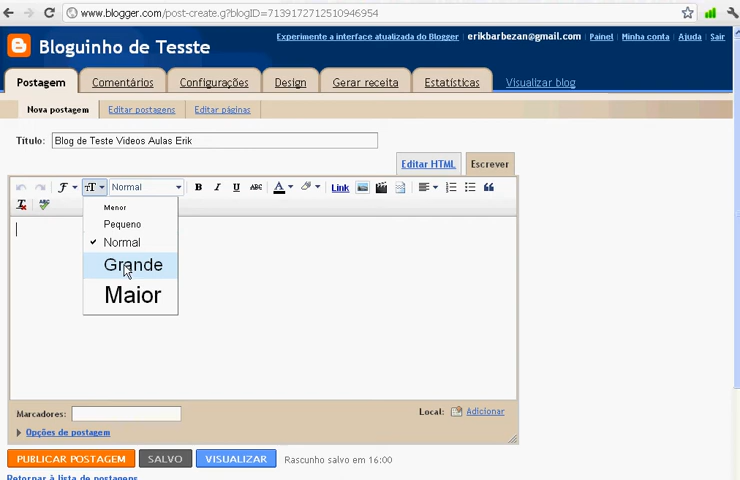 www.blogger.com/post-create.g?blogID=7139172712510946954
Experimente a interface atualizada do Blogger erikbarbezan@gmail.com Painel Minha conta Ajuda Sair
Bloguinho de Tesste
Postagem Comentários Configurações Design Gerar receita Estatísticas Visualizar blog
Nova postagem Editar postagens Editar páginas
Título: Blog de Teste Videos Aulas Erik
Editar HTML Escrever
F TT Normal B I U ABC A Link
Menor
Pequeno
Normal
Grande
Maior
Marcadores: Local: Adicionar
Opções de postagem
PUBLICAR POSTAGEM SALVO VISUALIZAR Rascunho salvo em 16:00
Retornar à lista de postagens